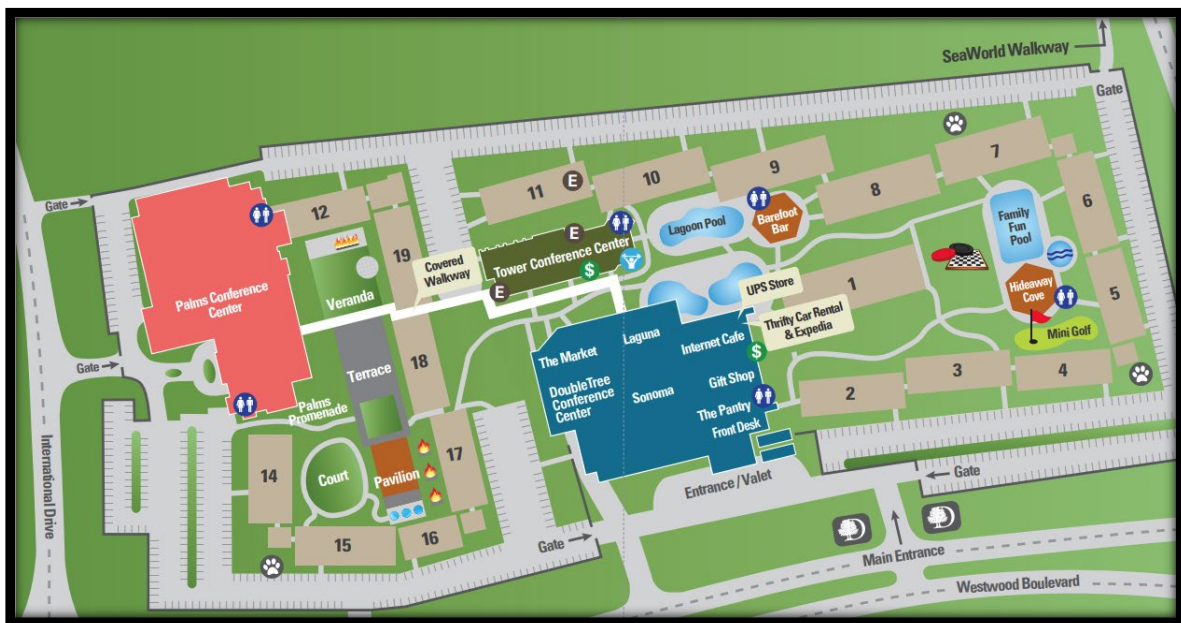 SeaWorld Walkway
Gate
7
9
10
11
E
8
6
12
Gate
Barefoot
Bar
Lagoon Pool
Family
Fun
Pool
19
E
Tower Conference Center
$
E
Covered
Walkway
Palms Conference
Center
Veranda
UPS Store
1
Hideaway
Cove
5
Thrifty Car Rental
& Expedia
$
Mini Golf
Laguna
Internet Cafe
The Market
DoubleTree
Conference
Center
Sonoma
Gift Shop
The Pantry
Front Desk
Gate
18
Terrace
2
3
4
Palms
Promenade
14
Court
Pavilion
17
Entrance / Valet
Gate
International Drive
15
16
Gate
D
D
Main Entrance
Westwood Boulevard